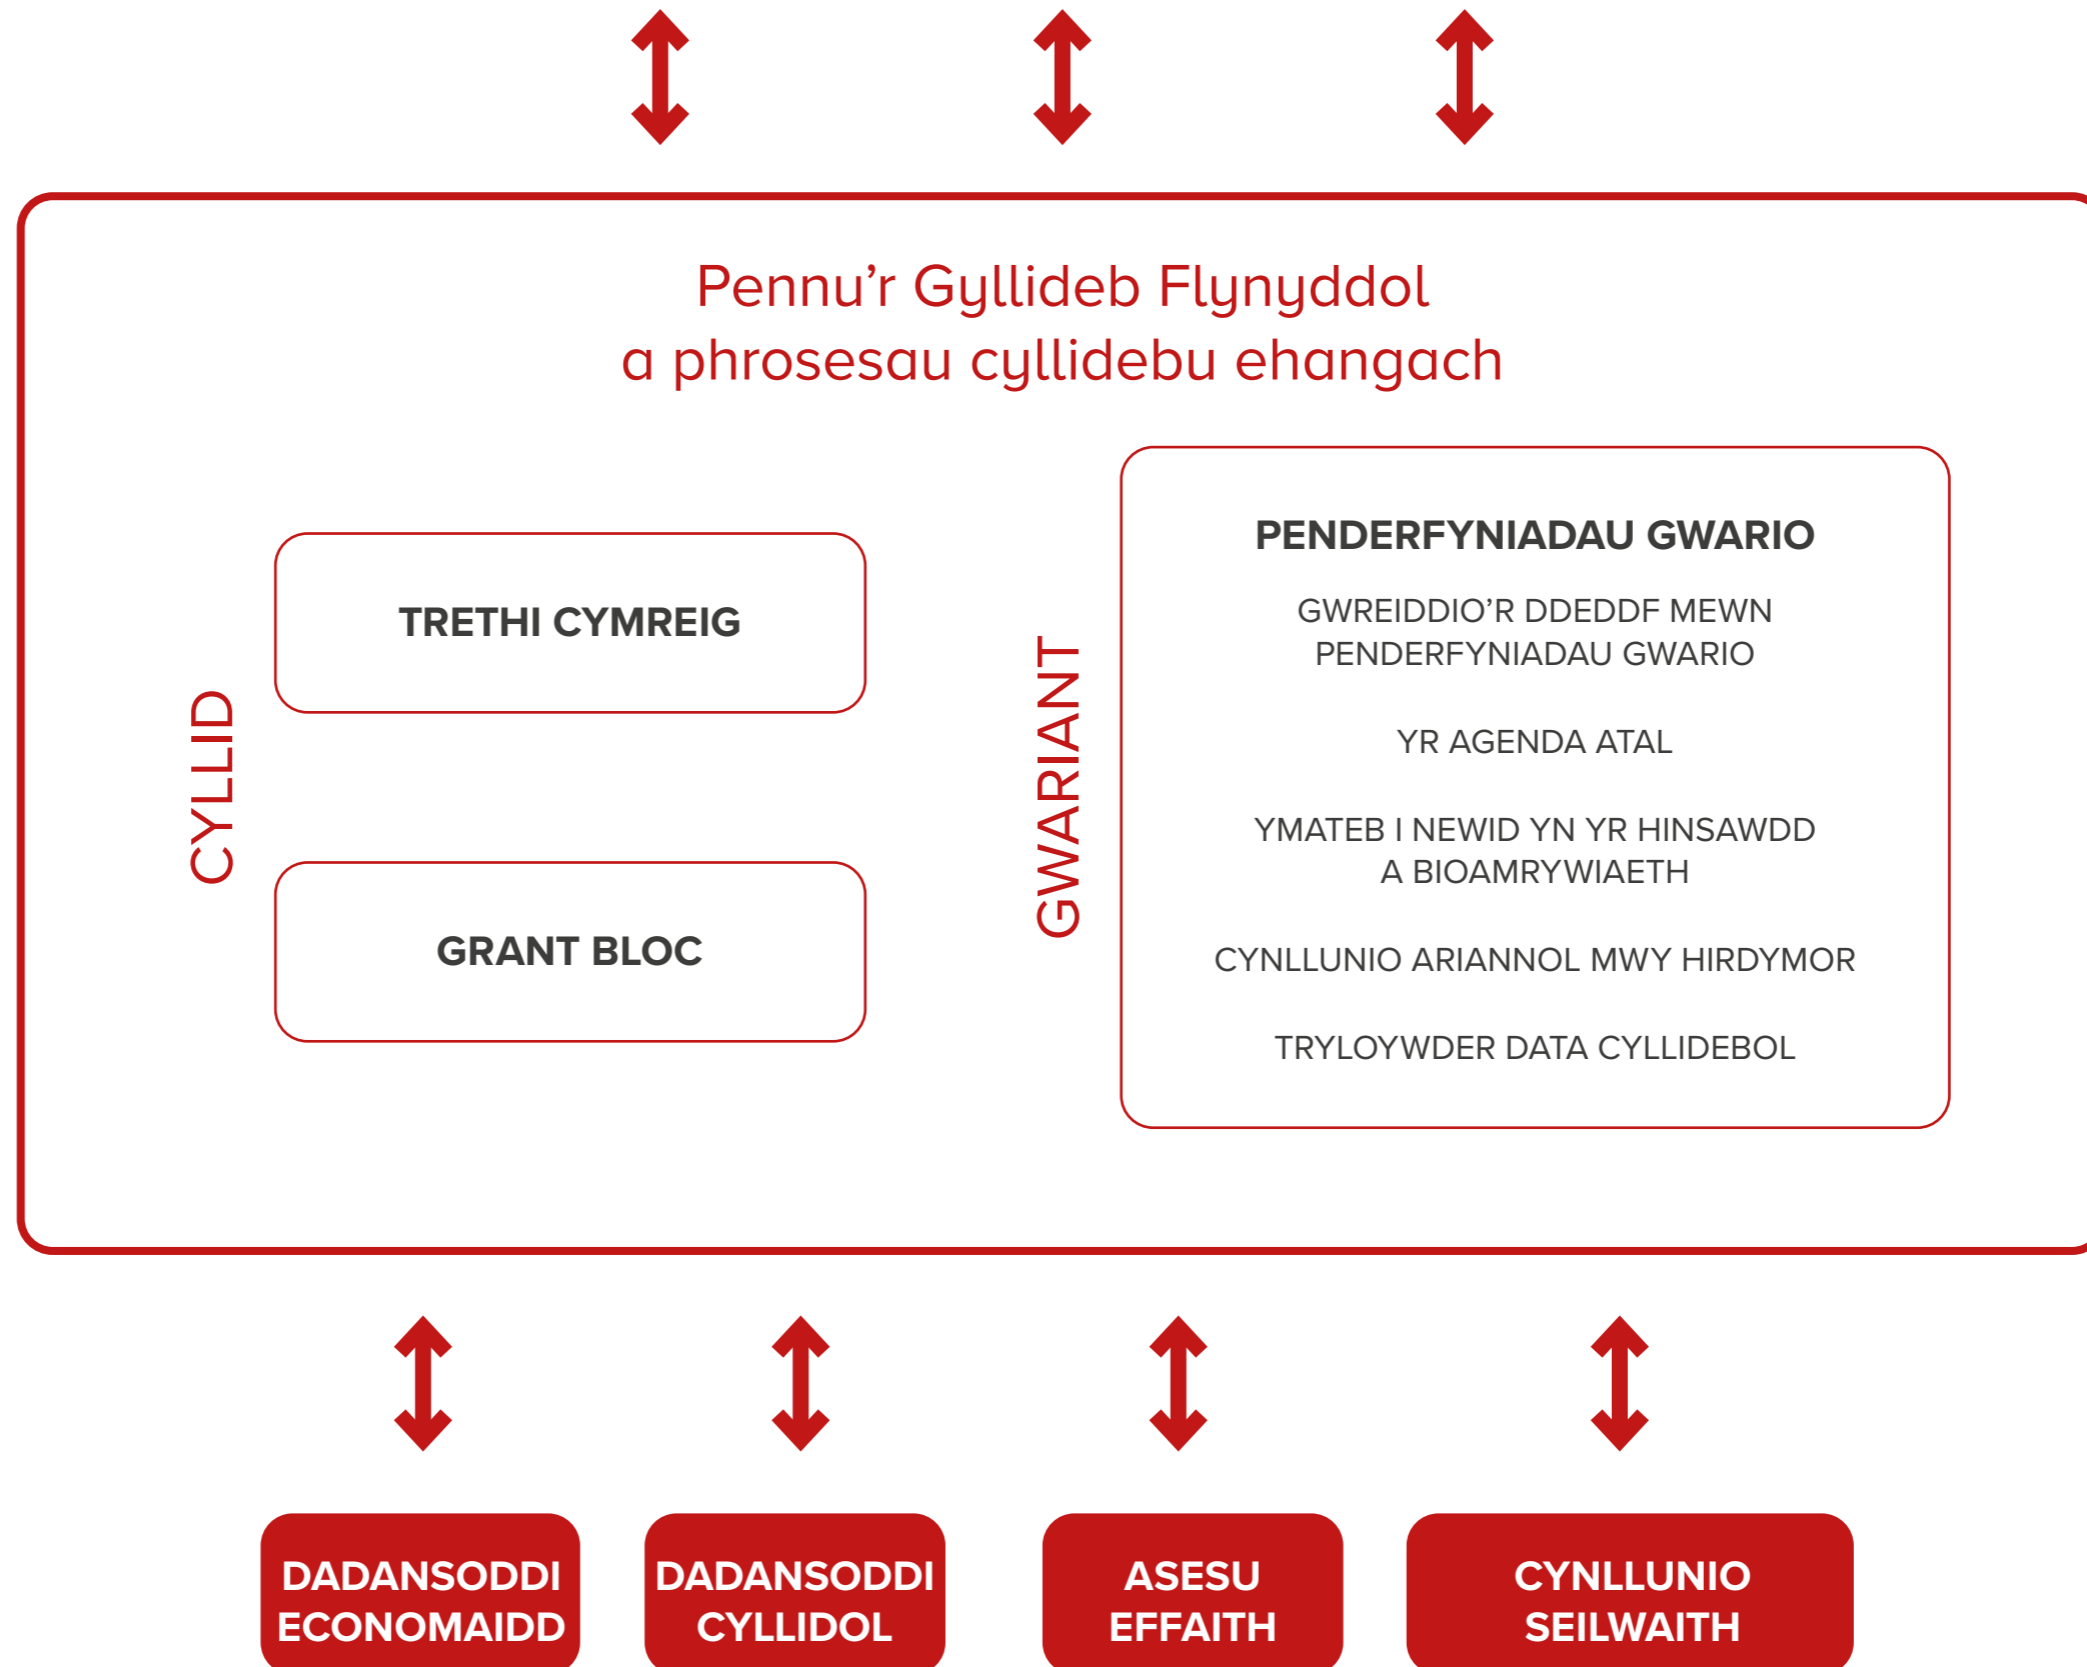 Pennu’r Gyllideb Flynyddol
a phrosesau cyllidebu ehangach
CYLLID
TRETHI CYMREIG
GRANT BLOC
GWARIANT
PENDERFYNIADAU GWARIO
GWREIDDIO’R DDEDDF MEWN
PENDERFYNIADAU GWARIO
YR AGENDA ATAL
YMATEB I NEWID YN YR HINSAWDD
A BIOAMRYWIAETH
CYNLLUNIO ARIANNOL MWY HIRDYMOR
TRYLOYWDER DATA CYLLIDEBOL
DADANSODDI
ECONOMAIDD
DADANSODDI
CYLLIDOL
ASESU
EFFAITH
CYNLLUNIO
SEILWAITH